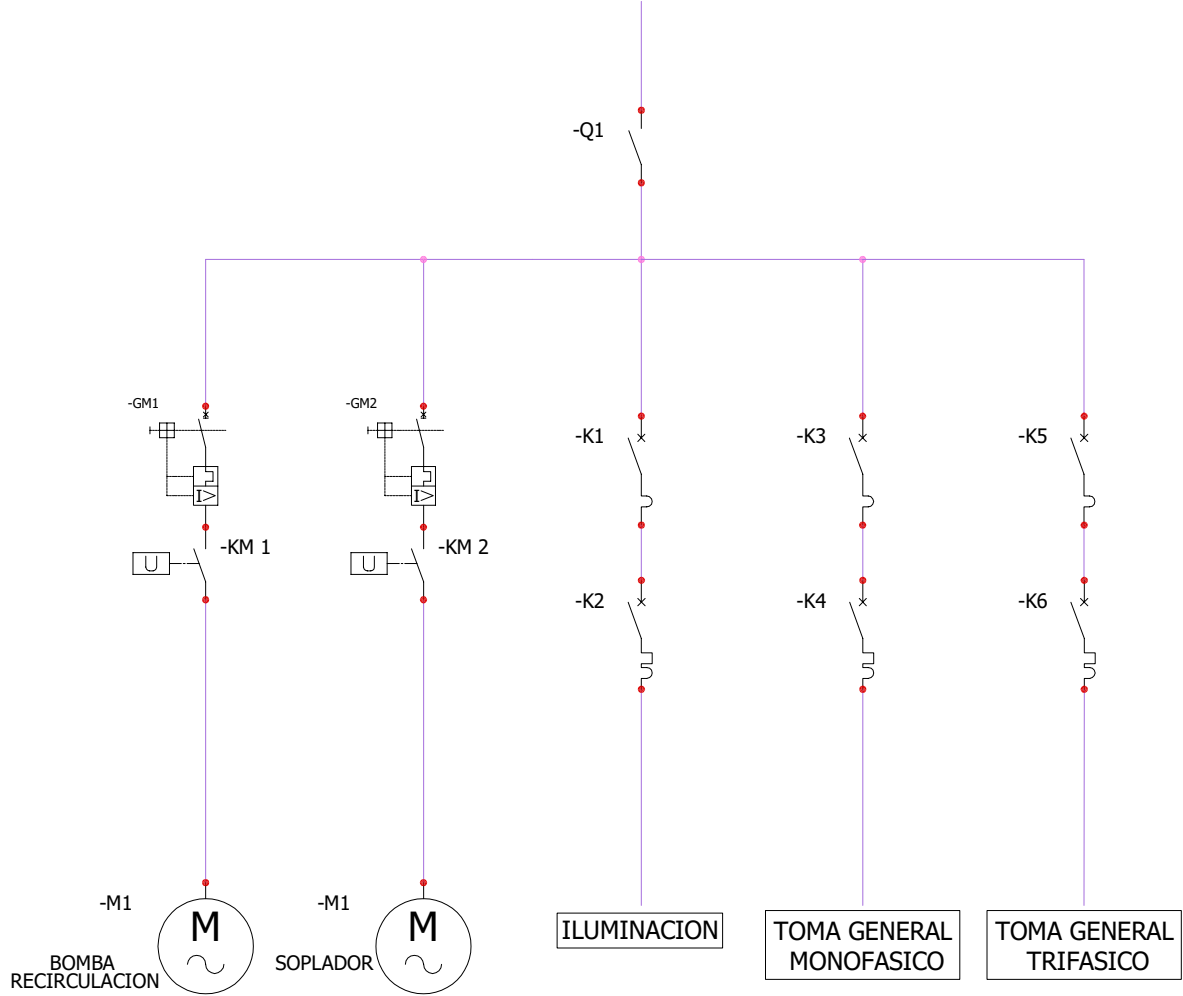 -Q1
-GM1
-GM2
-K1
-K3
-K5
I>
I>
U
-KM 1
U
-KM 2
-K2
-K4
-K6
-M1
M
BOMBA
RECIRCULACION
-M1
M
SOPLADOR
ILUMINACION
TOMA GENERAL
MONOFASICO
TOMA GENERAL
TRIFASICO